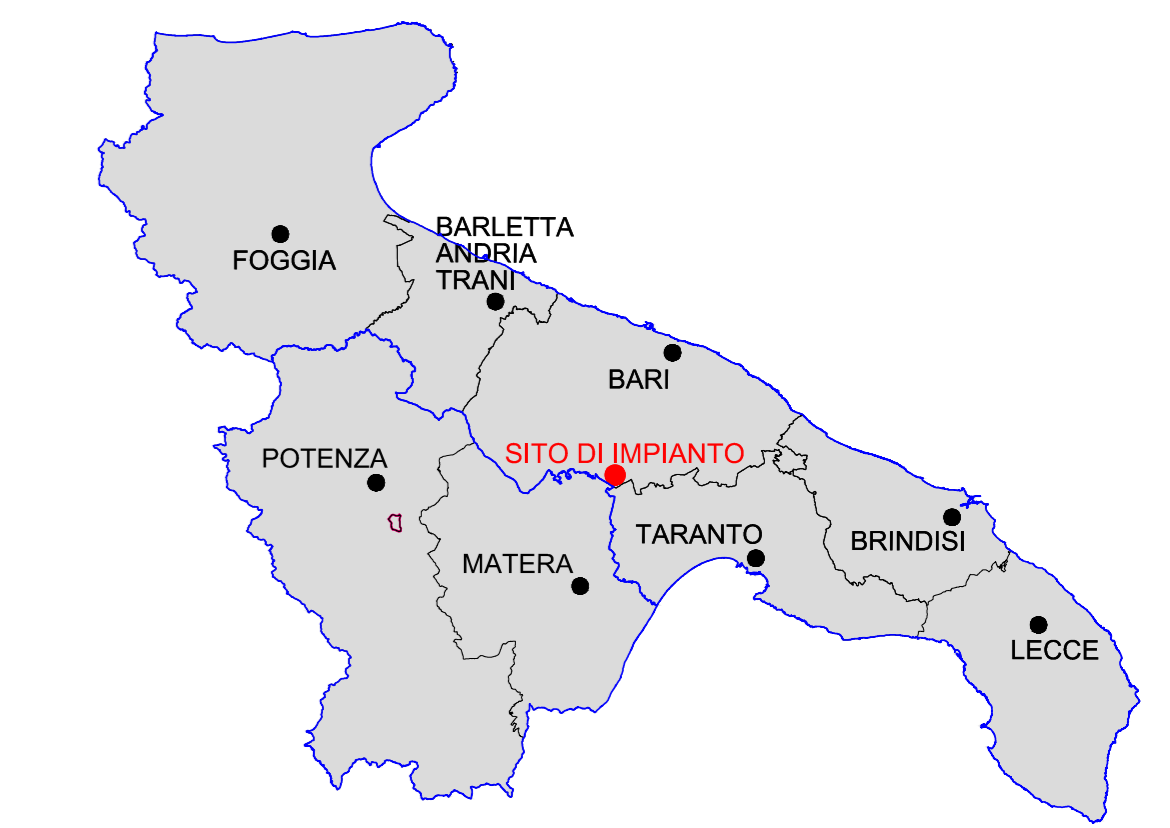 BARLETTA
ANDRIA
TRANI
FOGGIA
BARI
SITO DI IMPIANTO
POTENZA
TARANTO
BRINDISI
MATERA
LECCE